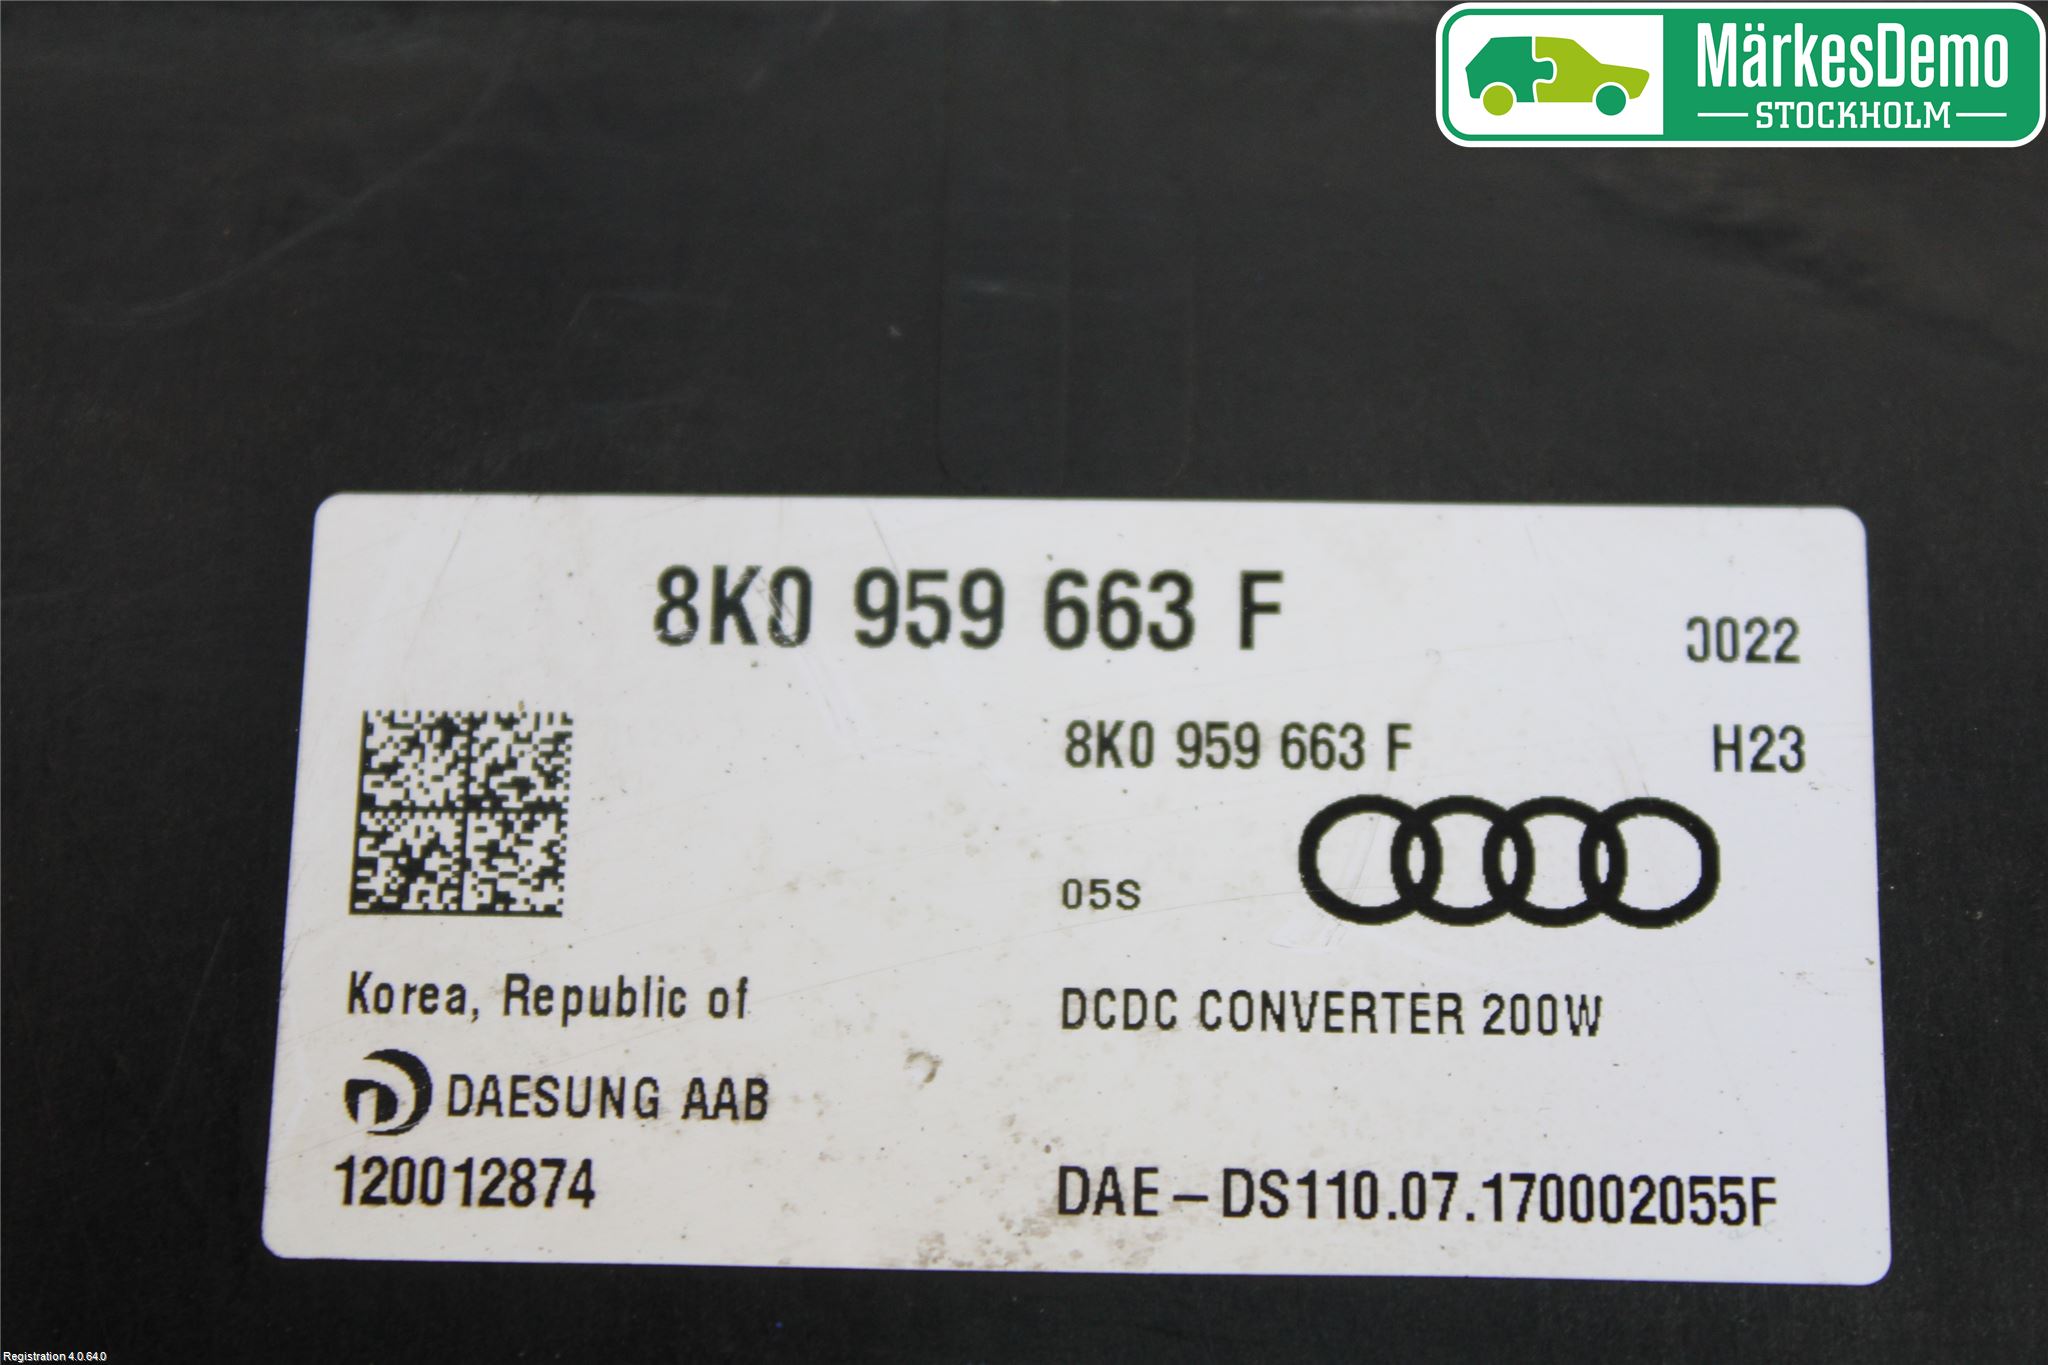 MärkesDemo
STOCKHOLM
8K0 959 663 F
0022
8K0 959 663 F
H23
05S
Korea, Republic of
DCDC CONVERTER 200W
DAESUNG AAB
120012874
DAE-DS110.07.170002055F
Registration 4.0.64.0